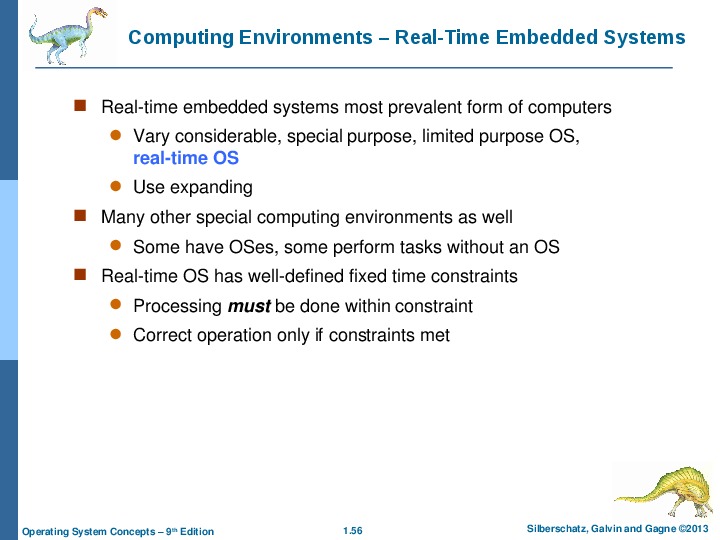 Computing Environments – Real-Time Embedded Systems
Real-time embedded systems most prevalent form of computers
Vary considerable, special purpose, limited purpose OS,
real-time OS
Use expanding
Many other special computing environments as well
Some have OSes, some perform tasks without an OS
Real-time OS has well-defined fixed time constraints
Processing must be done within constraint
Correct operation only if constraints met
Operating System Concepts – 9th Edition
1.56
Silberschatz, Galvin and Gagne ©2013